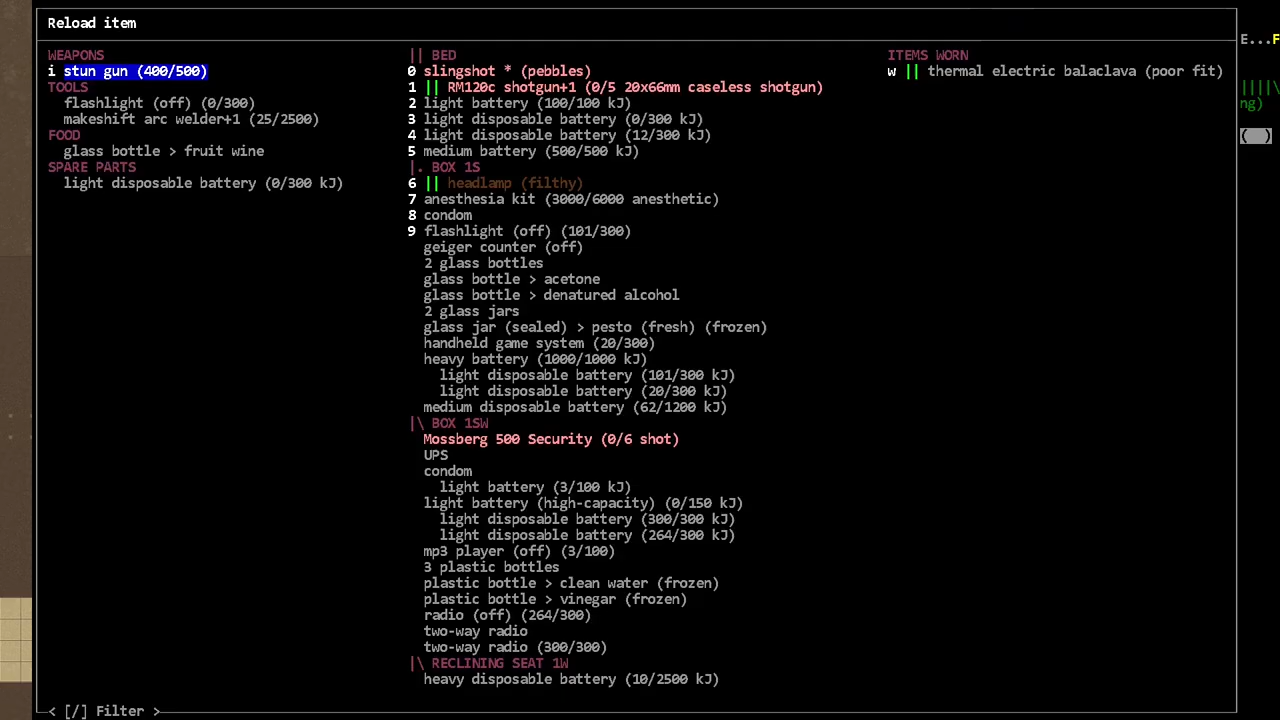 Reload item
WEAPONS
i stun gun (400/500)
TOOLS
flashlight (off) (0/300)
makeshift arc welder+1 (25/2500)
FOOD
glass bottle > fruit wine
SPARE PARTS
light disposable battery (0/300 kJ)
|| BED
0 slingshot * (pebbles)
1 || RM120c shotgun+1 (0/5 20x66mm caseless shotgun)
2 light battery (100/100 kJ)
3 light disposable battery (0/300 kJ)
4 light disposable battery (12/300 kJ)
5 medium battery (500/500 kJ)
|. BOX 1S
6 || headlamp (filthy)
7 anesthesia kit (3000/6000 anesthetic)
8 condom
9 flashlight (off) (101/300)
geiger counter (off)
2 glass bottles
glass bottle > acetone
glass bottle > denatured alcohol
2 glass jars
glass jar (sealed) > pesto (fresh) (frozen)
handheld game system (20/300)
heavy battery (1000/1000 kJ)
light disposable battery (101/300 kJ)
light disposable battery (20/300 kJ)
medium disposable battery (62/1200 kJ)
|\ BOX 1SW
Mossberg 500 Security (0/6 shot)
UPS
condom
light battery (3/100 kJ)
light battery (high-capacity) (0/150 kJ)
light disposable battery (300/300 kJ)
light disposable battery (264/300 kJ)
mp3 player (off) (3/100)
3 plastic bottles
plastic bottle > clean water (frozen)
plastic bottle > vinegar (frozen)
radio (off) (264/300)
two-way radio
two-way radio (300/300)
|\ RECLINING SEAT 1W
heavy disposable battery (10/2500 kJ)
ITEMS WORN
w || thermal electric balaclava (poor fit)
E...F
||||\
ng)
( )
< [/] Filter >